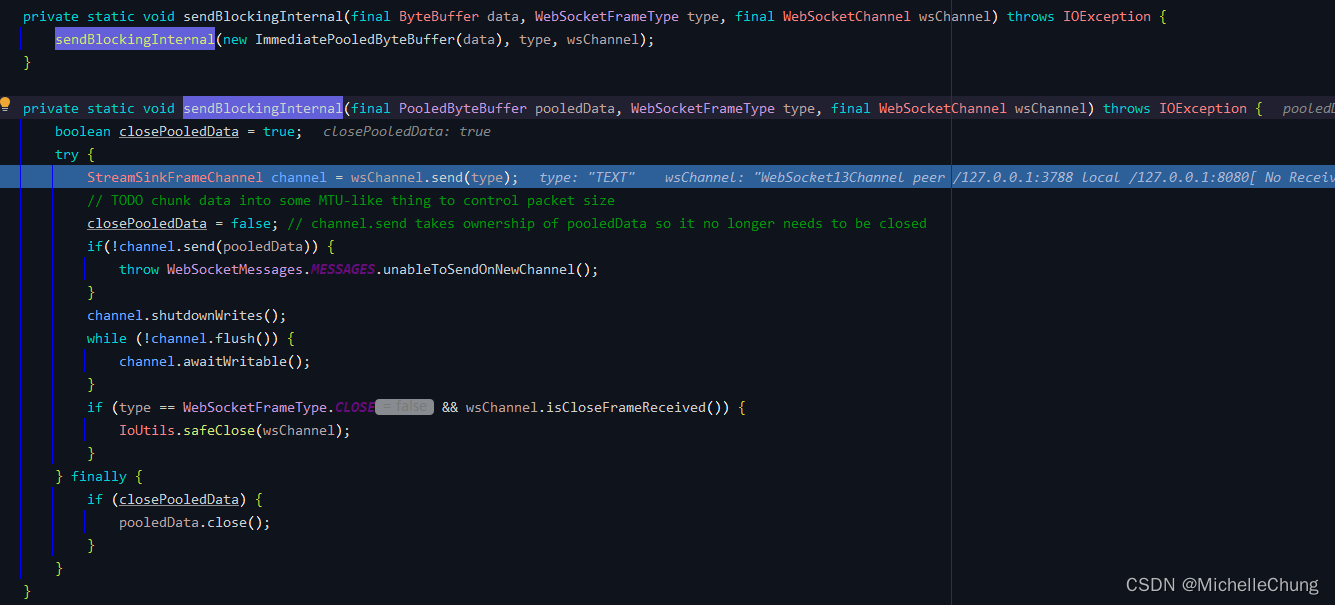 private static void sendBlockingInternal(final ByteBuffer data, WebSocketFrameType type, final WebSocketChannel wsChannel) throws IOException {
    sendBlockingInternal(new ImmediatePooledByteBuffer(data), type, wsChannel);
}
private static void sendBlockingInternal(final PooledByteBuffer pooledData, WebSocketFrameType type, final WebSocketChannel wsChannel) throws IOException {
    boolean closePooledData = true;  closePooledData: true
    try {
        StreamSinkFrameChannel channel = wsChannel.send(type);  type: "TEXT"  wsChannel: "WebSocket13Channel peer /127.0.0.1:3788 local /127.0.0.1:8080[ No
        // TODO chunk data into some MTU-like thing to control packet size
        closePooledData = false; // channel.send takes ownership of pooledData so it no longer needs to be closed
        if(!channel.send(pooledData)) {
            throw WebSocketMessages.MESSAGES.unableToSendOnNewChannel();
        }
        channel.shutdownWrites();
        while (!channel.flush()) {
            channel.awaitWritable();
        }
        if (type == WebSocketFrameType.CLOSE = false && wsChannel.isCloseFrameReceived()) {
            IoUtils.safeClose(wsChannel);
        }
    } finally {
        if (closePooledData) {
            pooledData.close();
        }
    }
}
CSDN @MichelleChung